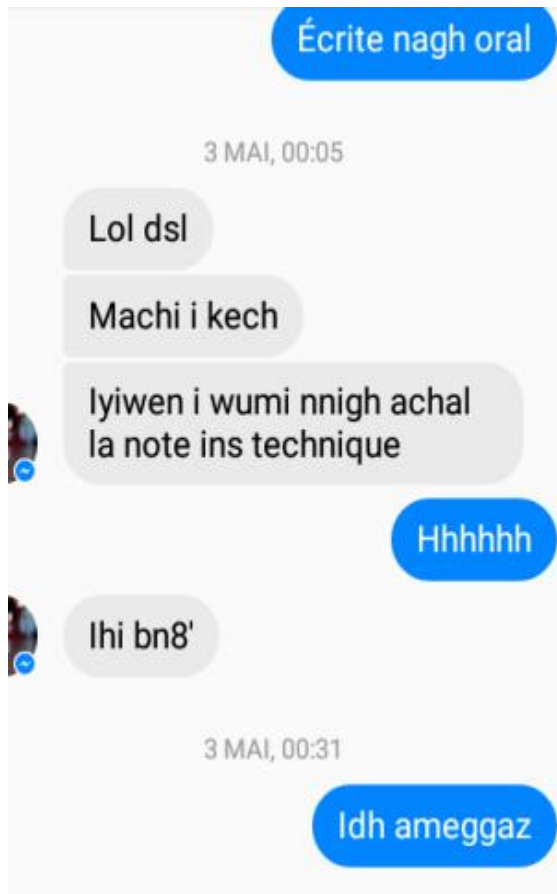 Écrite nagh oral
3 MAI, 00:05
Lol dsl
Machi i kech
Iyiwen i wumi nnigh achal
la note ins technique
Hhhhhh
Ihi bn8'
3 MAI, 00:31
Idh ameggaz